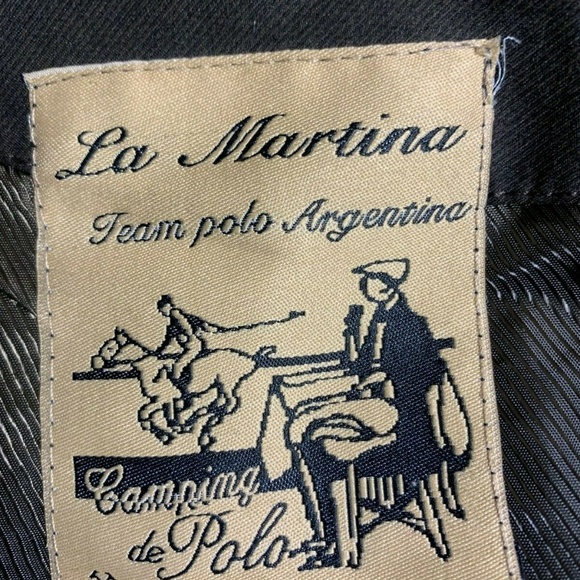 La Martina
Team polo Argentina
Camping
de Polo